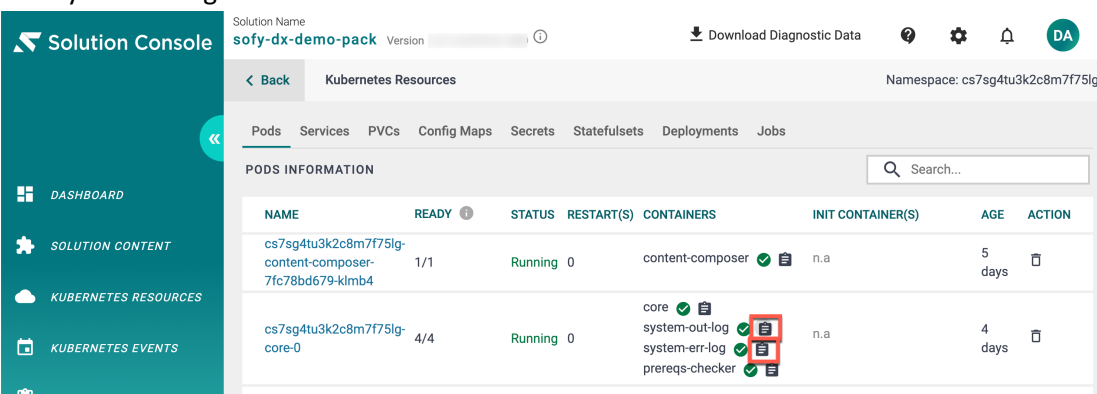 Solution Console
Solution Name
sofy-dx-demo-pack Version
Download Diagnostic Data
DA
Back
Kubernetes Resources
Namespace: cs7sg4tu3k2c8m7f75lg
Pods Services PVCs Config Maps Secrets Statefulsets Deployments Jobs
PODS INFORMATION
Search...
DASHBOARD
SOLUTION CONTENT
KUBERNETES RESOURCES
KUBERNETES EVENTS
NAME READY STATUS RESTART(S) CONTAINERS INIT CONTAINER(S) AGE ACTION
cs7sg4tu3k2c8m7f75lg-
content-composer-
7fc78bd679-klmb4
1/1
Running 0
content-composer
n.a
5
days
cs7sg4tu3k2c8m7f75lg-
core-0
4/4
Running 0
core
system-out-log
system-err-log
prereqs-checker
n.a
4
days